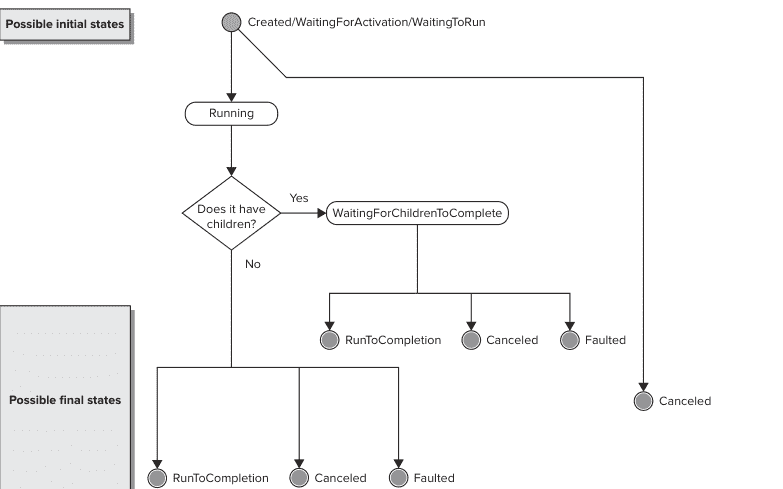 Possible initial states
Created/WaitingForActivation/WaitingToRun
Running
Does it have
children?
Yes
WaitingForChildrenToComplete
No
RunToCompletion
Canceled
Faulted
Possible final states
Canceled
RunToCompletion
Canceled
Faulted